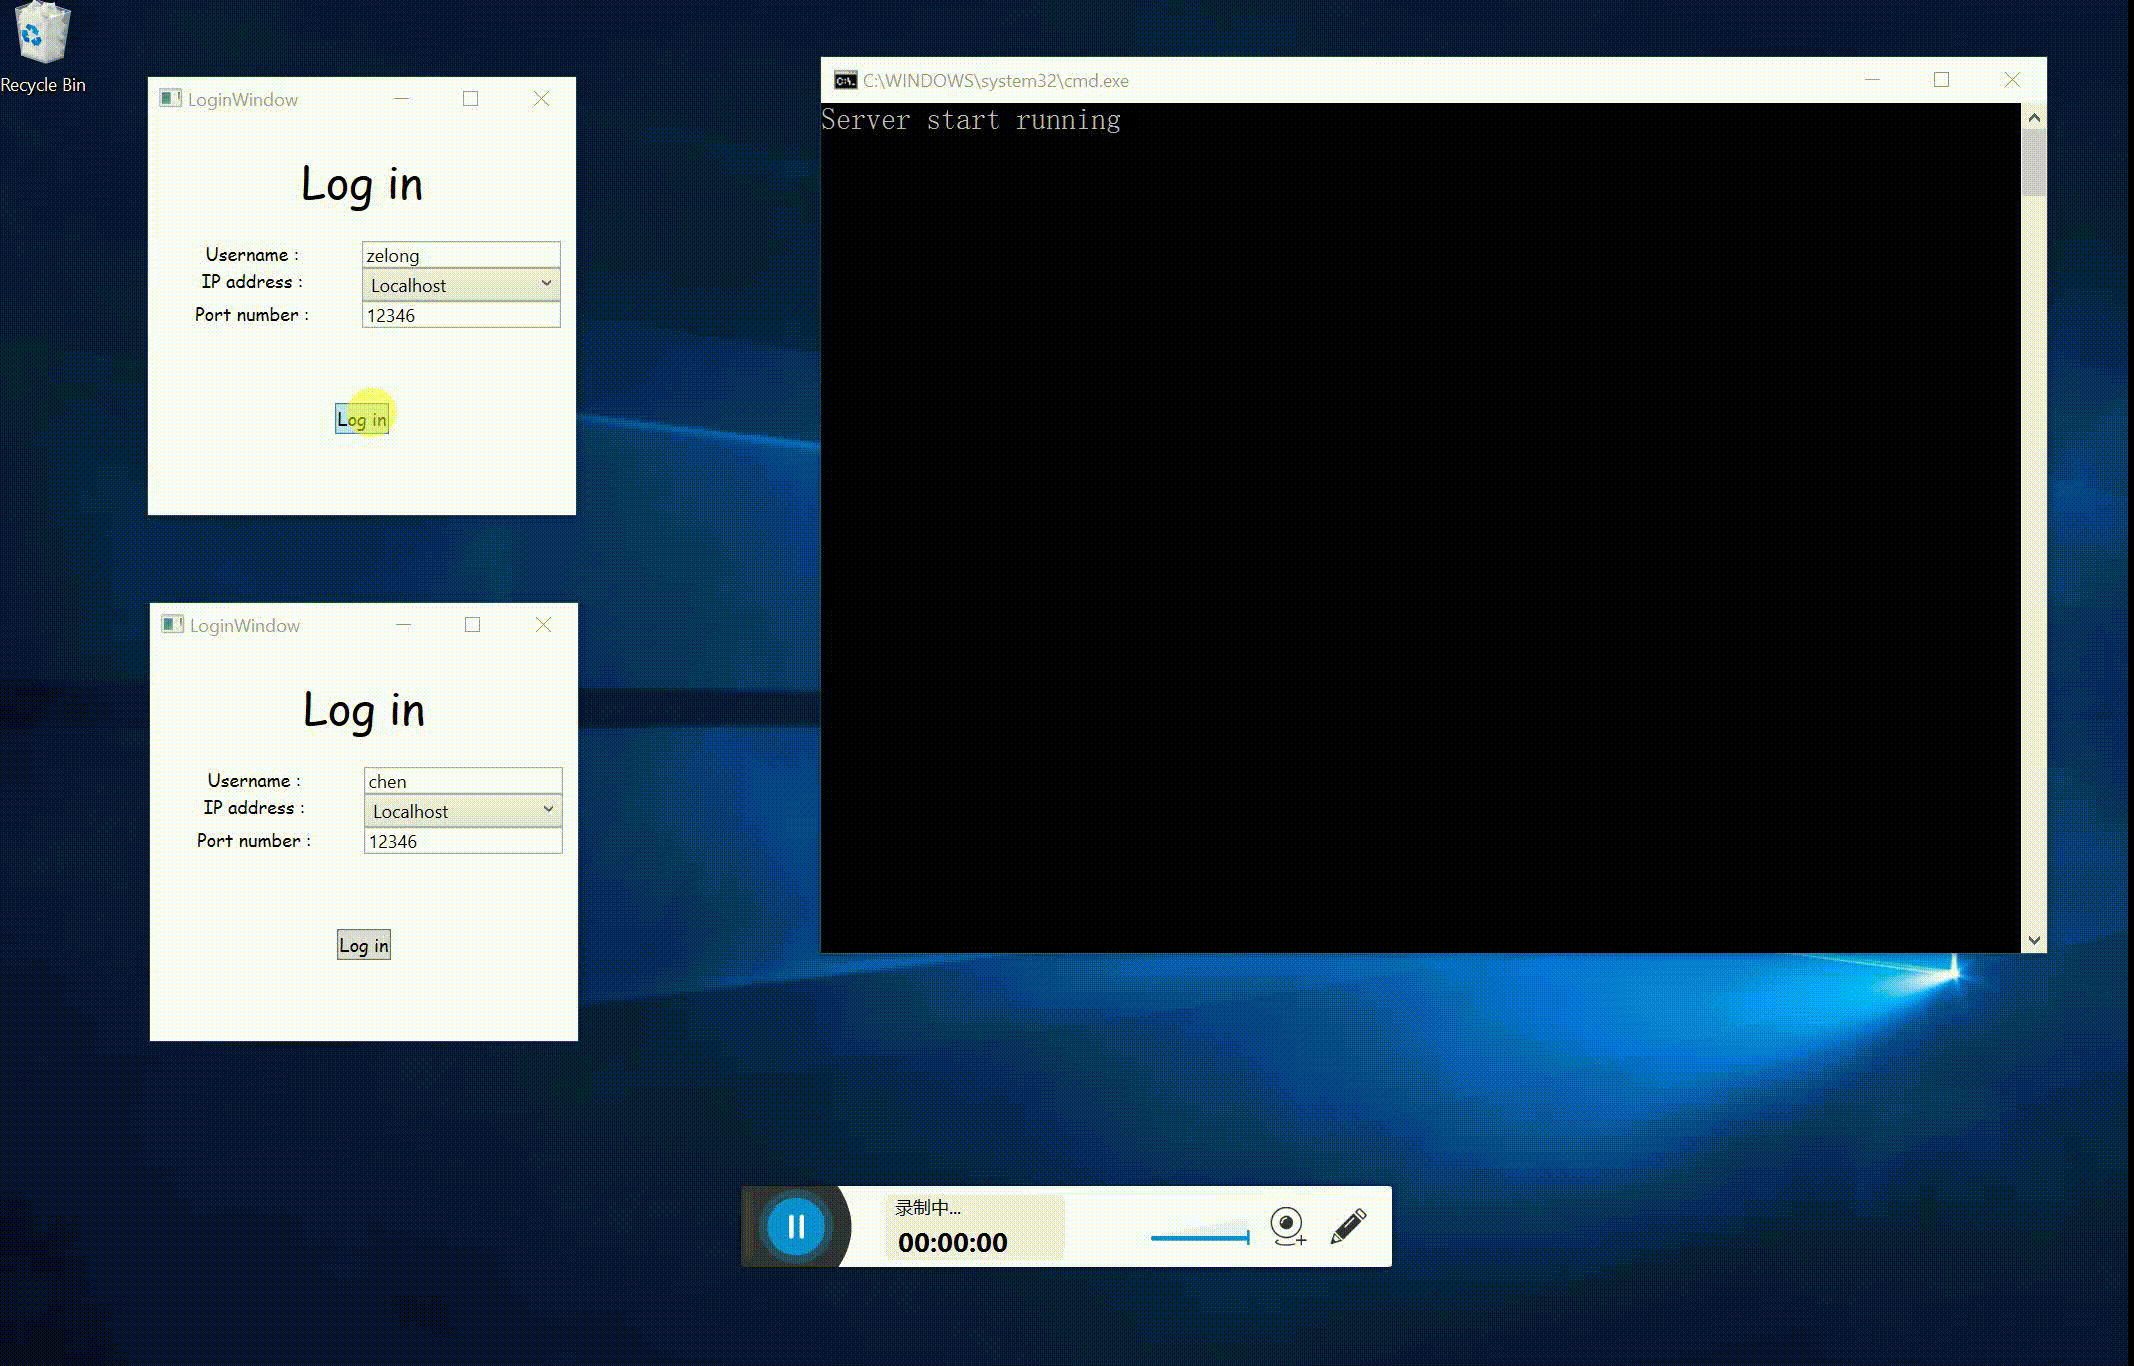 Recycle Bin
LoginWindow
Log in
Username :
zelong
IP address :
Localhost
Port number :
12346
Log in
LoginWindow
Log in
Username :
chen
IP address :
Localhost
Port number :
12346
Log in
C:\WINDOWS\system32\cmd.exe
Server start running
录制中...
00:00:00